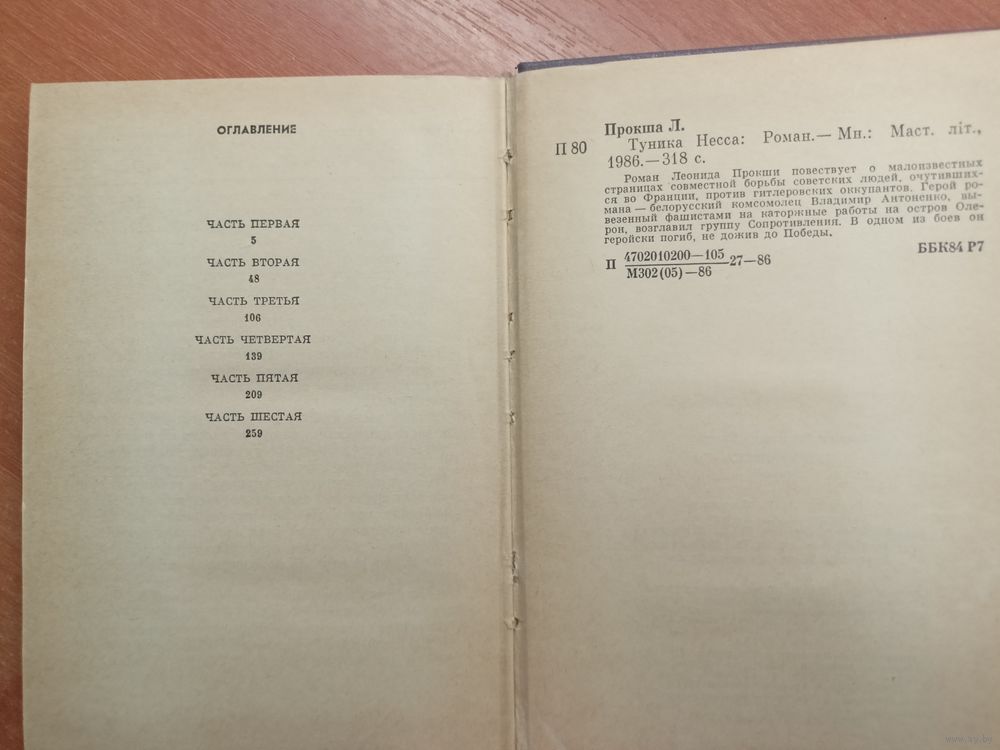 ОГЛАВЛЕНИЕ
ЧАСТЬ ПЕРВАЯ
5
ЧАСТЬ ВТОРАЯ
48
ЧАСТЬ ТРЕТЬЯ
106
ЧАСТЬ ЧЕТВЕРТАЯ
139
ЧАСТЬ ПЯТАЯ
209
ЧАСТЬ ШЕСТАЯ
259
Прокша Л.
П 80 Туника Несса: Роман.— Мн.: Маст. літ.,
1986.—318 с.
Роман Леонида Прокши повествует о малоизвестных
страницах совместной борьбы советских людей, очутивших-
ся во Франции, против гитлеровских оккупантов. Герой ро-
мана — белорусский комсомолец Владимир Антоненко, вы-
везенный фашистами на каторжные работы на остров Оле-
рон, возглавил группу Сопротивления. В одном из боев он
геройски погиб, не дожив до Победы.
П 4702010200—105
М302(05)—86 27—86
ББК84 Р7
www.ay.by